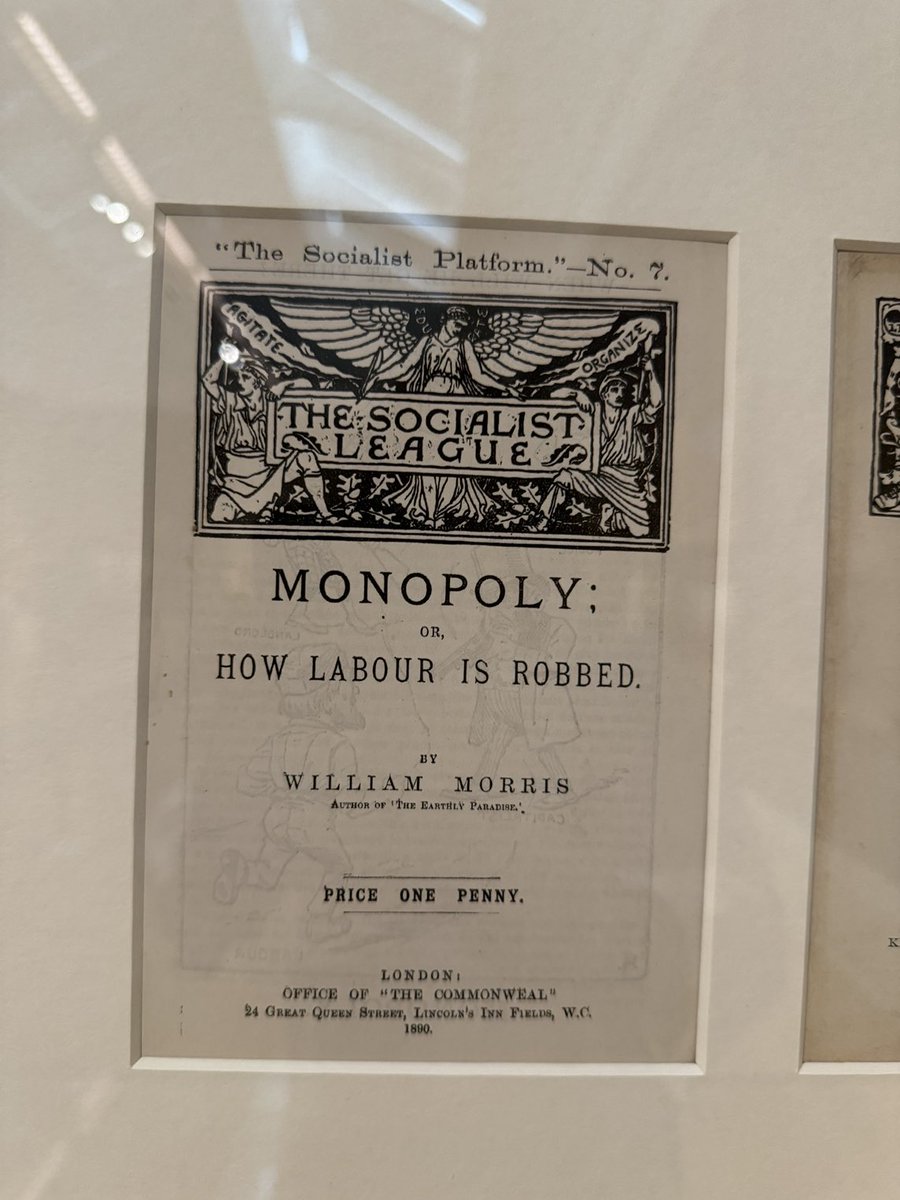 "The Socialist Platform."—No. 7.
AGITATE
EDUCATE
ORGANIZE
THE SOCIALIST
LEAGUE
MONOPOLY;
OR,
HOW LABOUR IS ROBBED.
BY
WILLIAM MORRIS
AUTHOR OF 'THE EARTHLY PARADISE.'
PRICE ONE PENNY.
LONDON:
OFFICE OF "THE COMMONWEAL"
24 GREAT QUEEN STREET, LINCOLN'S INN FIELDS, W.C.
1890.